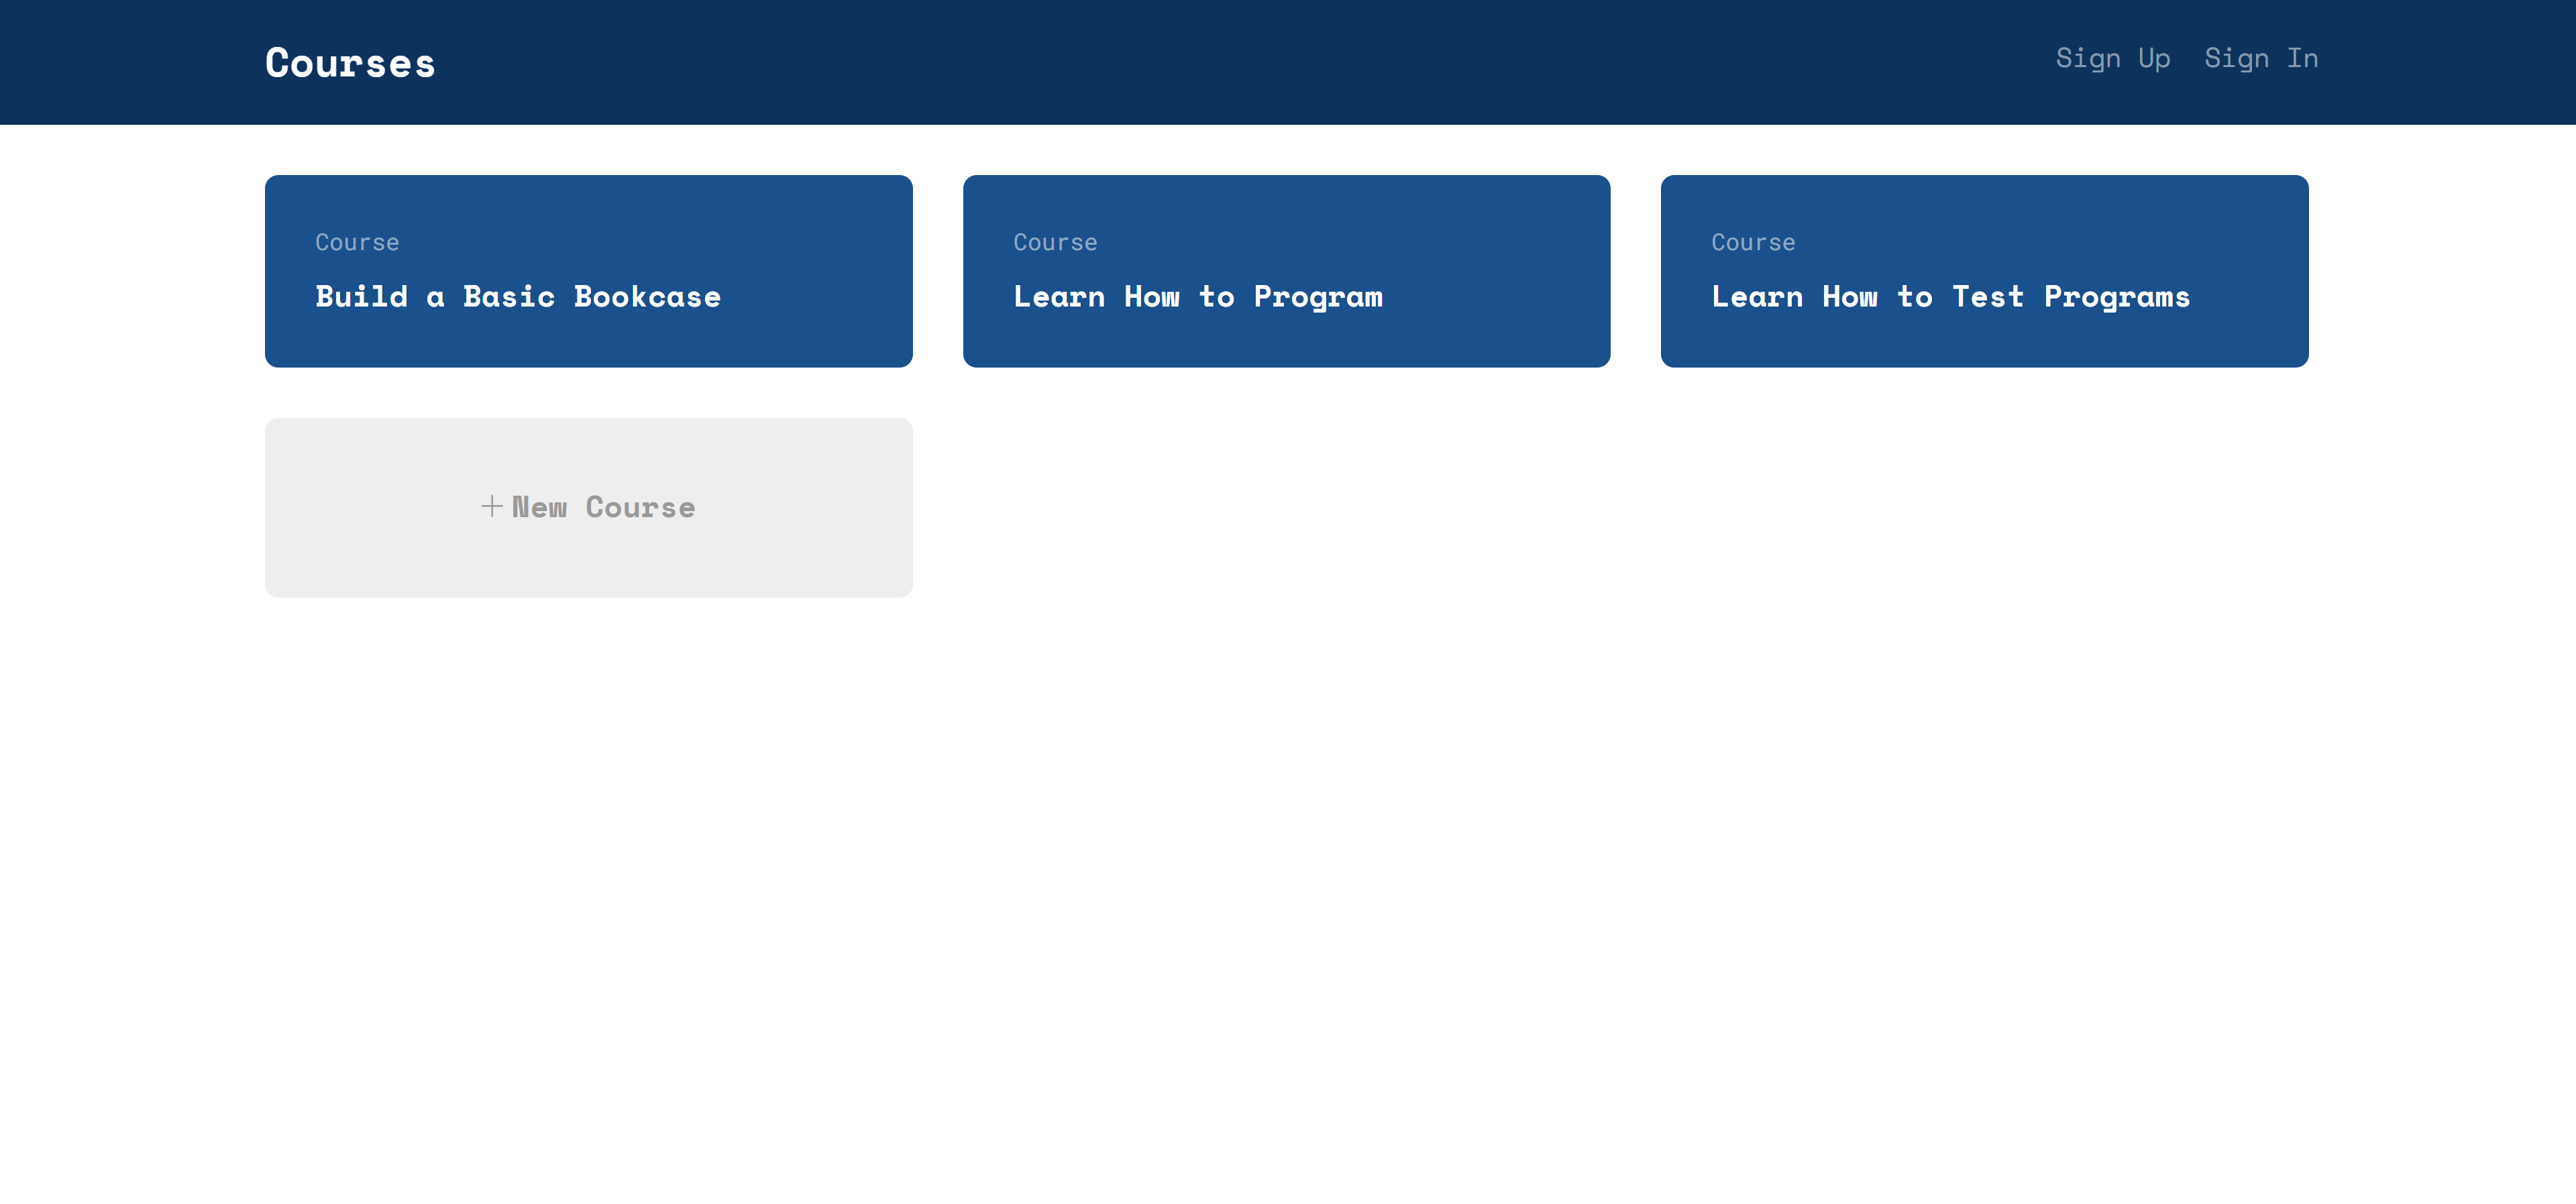 Courses
Sign Up Sign In
Course
Build a Basic Bookcase
Course
Learn How to Program
Course
Learn How to Test Programs
+ New Course